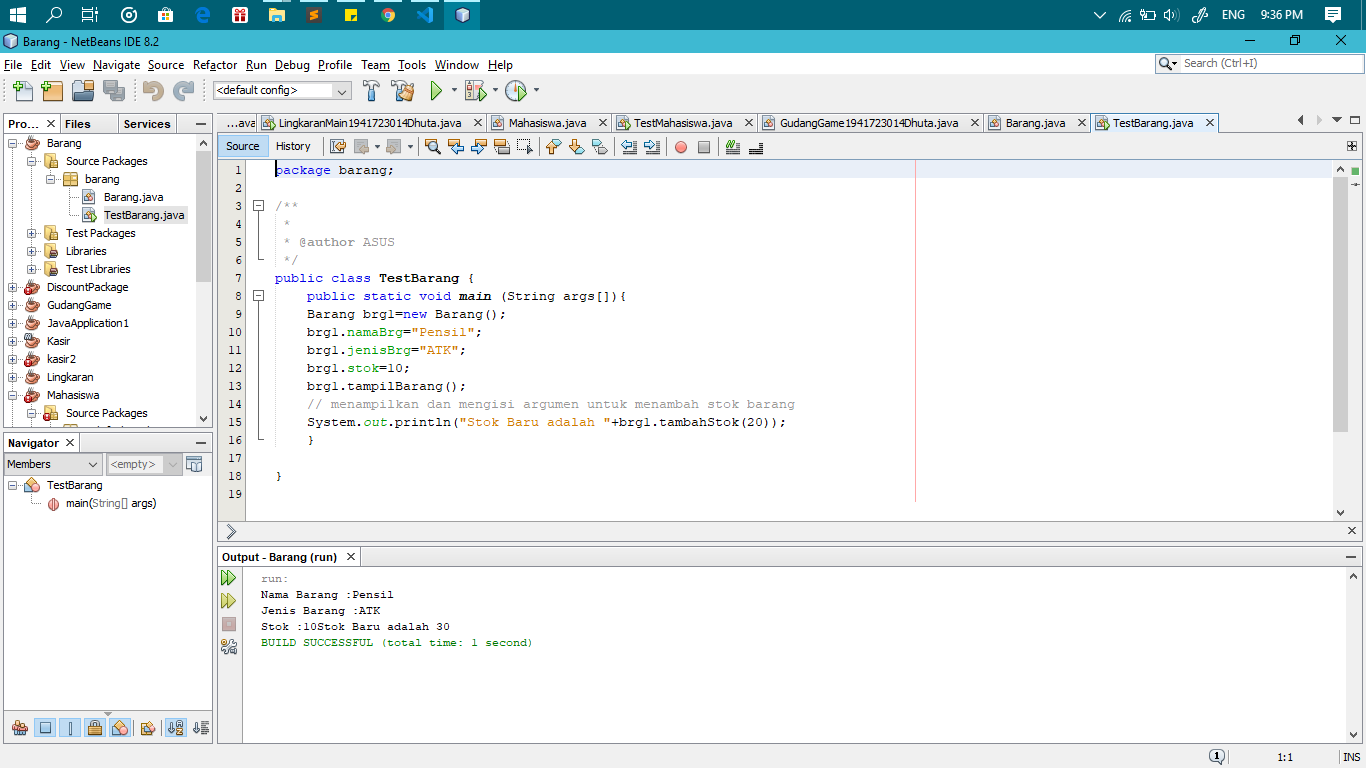 ENG 9:36 PM
Barang - NetBeans IDE 8.2
File Edit View Navigate Source Refactor Run Debug Profile Team Tools Window Help
Search (Ctrl+I)
<default config>
Pro... Files Services
Barang
Source Packages
barang
Barang.java
TestBarang.java
Test Packages
Libraries
Test Libraries
DiscountPackage
GudangGame
JavaApplication1
Kasir
kasir2
Lingkaran
Mahasiswa
Source Packages
Navigator
Members <empty>
TestBarang
main(String[] args)
...ava LingkaranMain1941723014Dhuta.java Mahasiswa.java TestMahasiswa.java GudangGame1941723014Dhuta.java Barang.java TestBarang.java
Source History
1 package barang;
2
3 /**
4 *
5 * @author ASUS
6 */
7 public class TestBarang {
8 public static void main (String args[]){
9 Barang brg1=new Barang();
10 brg1.namaBrg="Pensil";
11 brg1.jenisBrg="ATK";
12 brg1.stok=10;
13 brg1.tampilBarang();
14 // menampilkan dan mengisi argumen untuk menambah stok barang
15 System.out.println("Stok Baru adalah "+brg1.tambahStok(20));
16 }
17
18 }
19
Output - Barang (run)
run:
Nama Barang :Pensil
Jenis Barang :ATK
Stok :10Stok Baru adalah 30
BUILD SUCCESSFUL (total time: 1 second)
1 1:1 INS